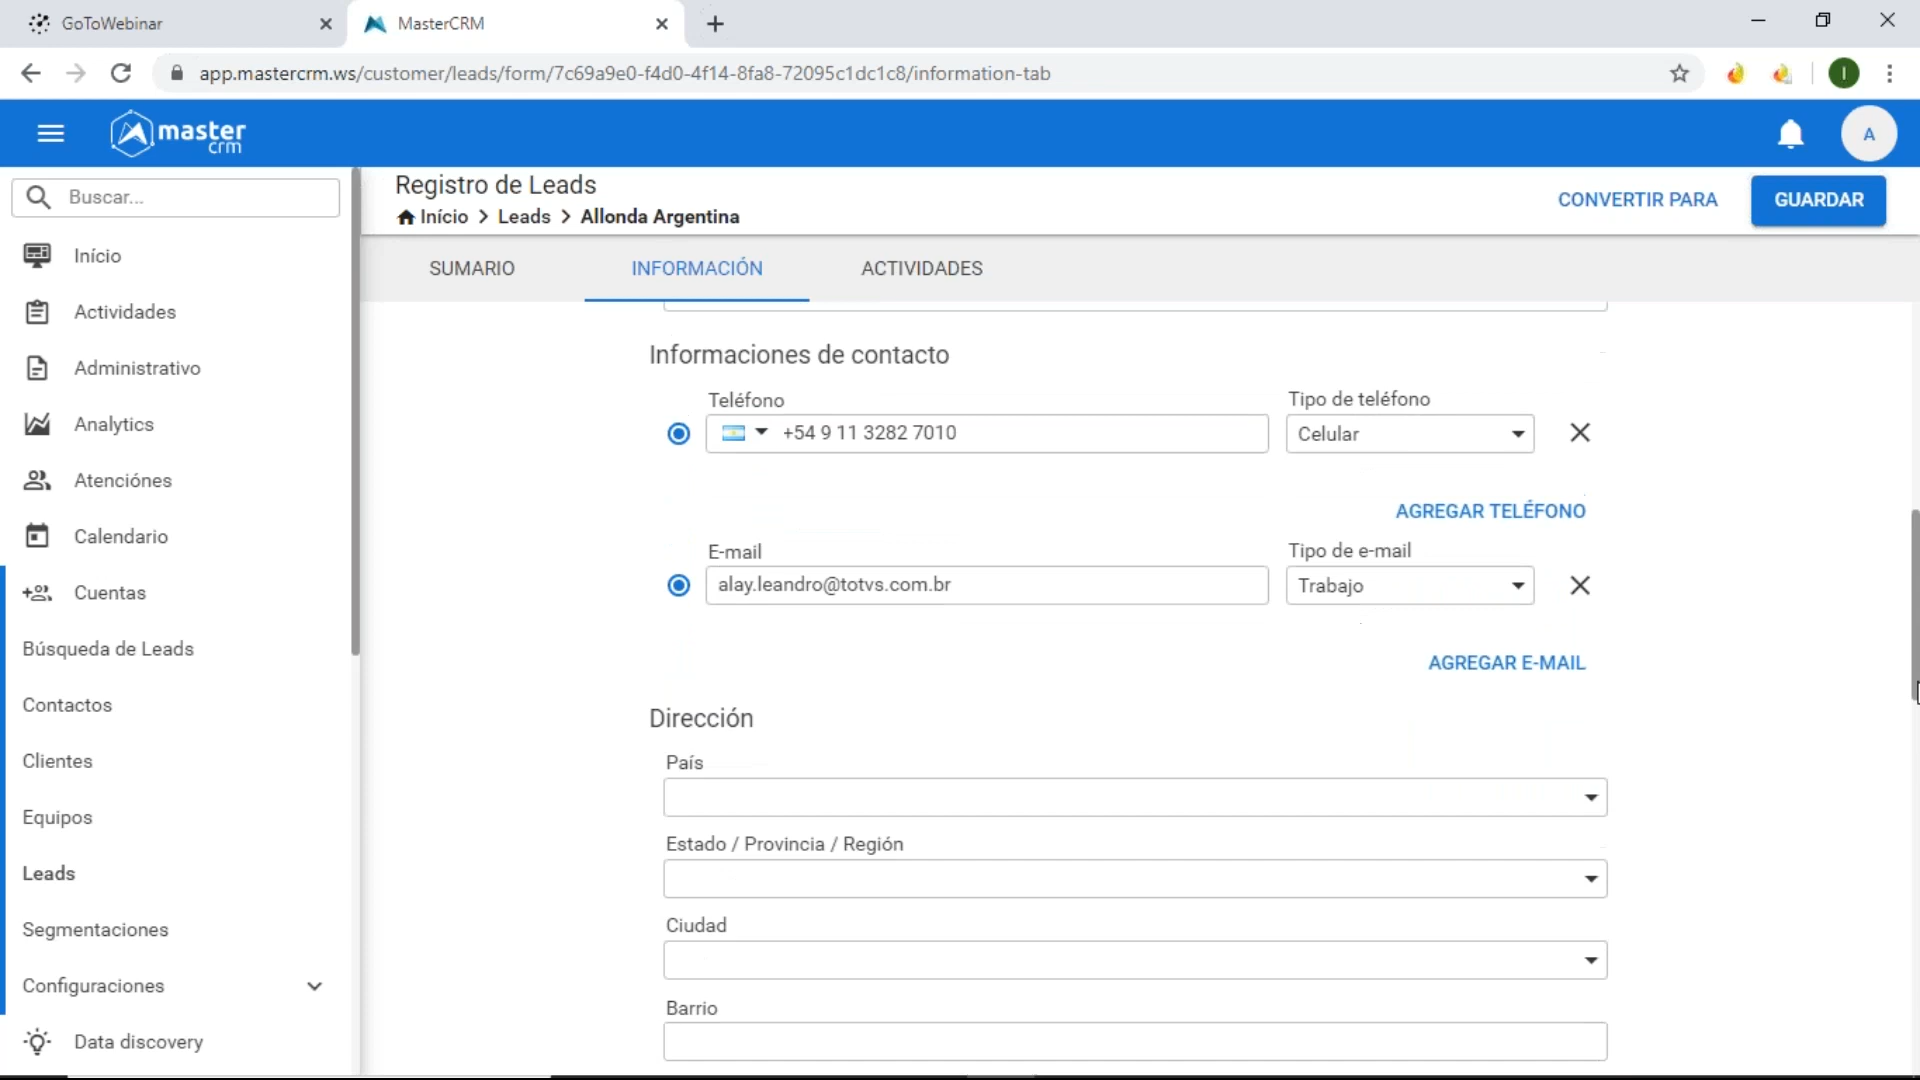 GoToWebinar
MasterCRM
app.mastercrm.ws/customer/leads/form/7c69a9e0-f4d0-4f14-8fa8-72095c1dc1c8/information-tab
I
master
crm
A
Buscar...
Início
Actividades
Administrativo
Analytics
Atenciónes
Calendario
Cuentas
Búsqueda de Leads
Contactos
Clientes
Equipos
Leads
Segmentaciones
Configuraciones
Data discovery
Registro de Leads
Início > Leads > Allonda Argentina
CONVERTIR PARA
GUARDAR
SUMARIO
INFORMACIÓN
ACTIVIDADES
Informaciones de contacto
Teléfono
Tipo de teléfono
+54 9 11 3282 7010
Celular
AGREGAR TELÉFONO
E-mail
Tipo de e-mail
alay.leandro@totvs.com.br
Trabajo
AGREGAR E-MAIL
Dirección
País
Estado / Provincia / Región
Ciudad
Barrio